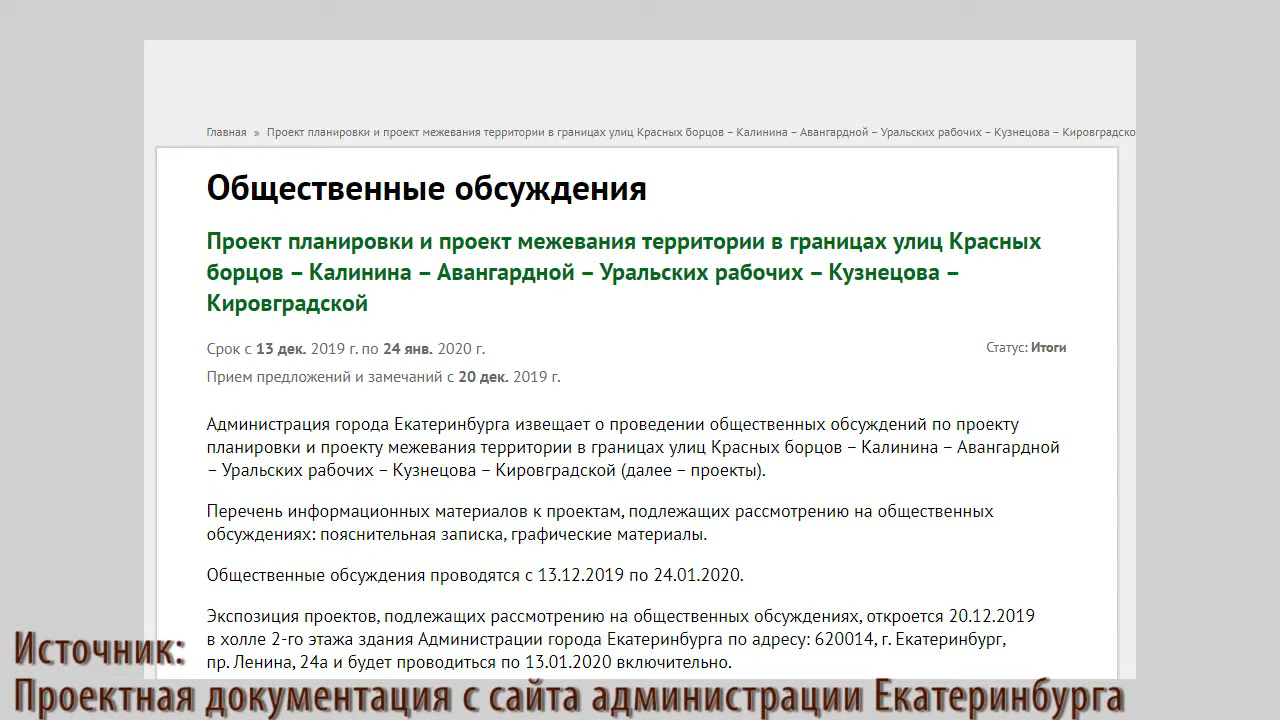 Главная » Проект планировки и проект межевания территории в границах улиц Красных борцов – Калинина – Авангардной – Уральских рабочих – Кузнецова – Кировградско
Общественные обсуждения
Проект планировки и проект межевания территории в границах улиц Красных
борцов – Калинина – Авангардной – Уральских рабочих – Кузнецова –
Кировградской
Срок с 13 дек. 2019 г. по 24 янв. 2020 г.
Статус: Итоги
Прием предложений и замечаний с 20 дек. 2019 г.
Администрация города Екатеринбурга извещает о проведении общественных обсуждений по проекту
планировки и проекту межевания территории в границах улиц Красных борцов – Калинина – Авангардной
– Уральских рабочих – Кузнецова – Кировградской (далее – проекты).
Перечень информационных материалов к проектам, подлежащих рассмотрению на общественных
обсуждениях: пояснительная записка, графические материалы.
Общественные обсуждения проводятся с 13.12.2019 по 24.01.2020.
Экспозиция проектов, подлежащих рассмотрению на общественных обсуждениях, откроется 20.12.2019
в холле 2-го этажа здания Администрации города Екатеринбурга по адресу: 620014, г. Екатеринбург,
пр. Ленина, 24а и будет проводиться по 13.01.2020 включительно.
Источник:
Проектная документация с сайта администрации Екатеринбурга